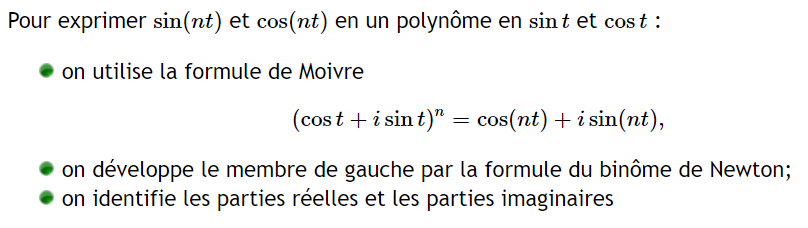 Pour exprimer sin(nt) et cos(nt) en un polynôme en sin t et cos t :
on utilise la formule de Moivre
(cos t + i sin t)ⁿ = cos(nt) + i sin(nt),
on développe le membre de gauche par la formule du binôme de Newton;
on identifie les parties réelles et les parties imaginaires